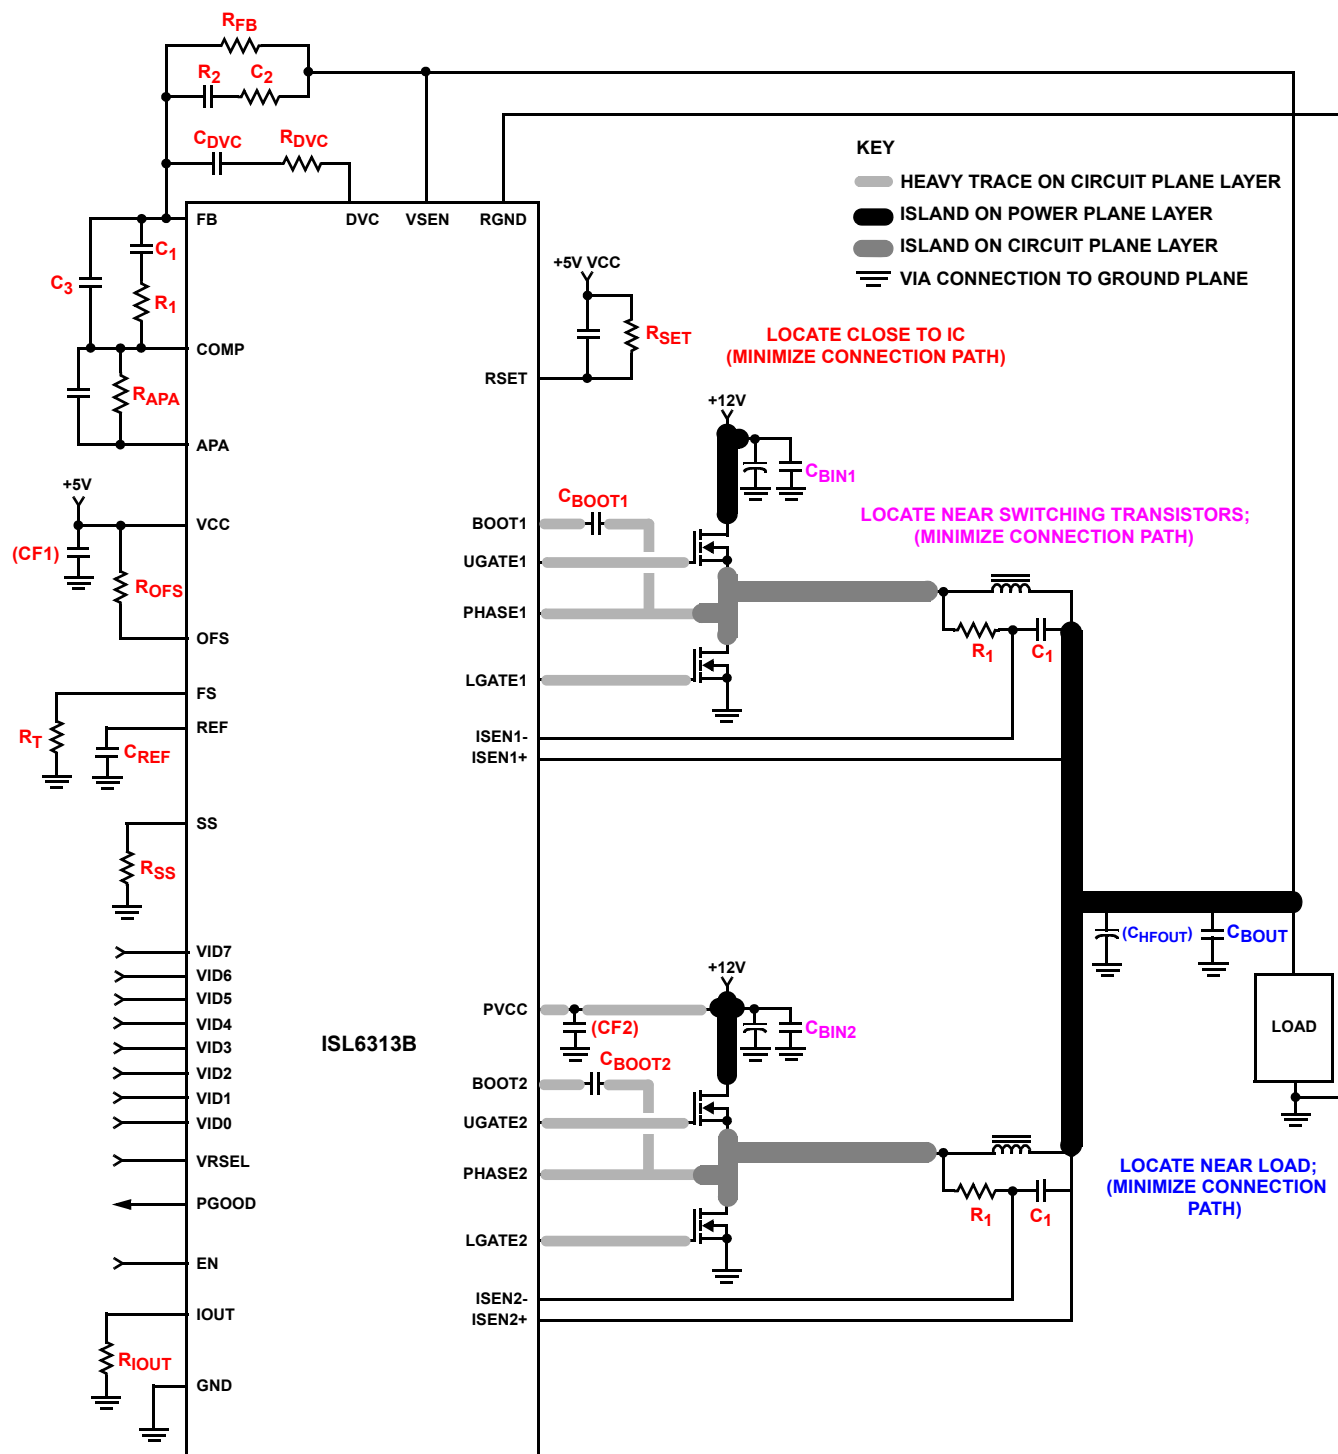 RFB
R2 C2
CDVC RDVC
KEY
HEAVY TRACE ON CIRCUIT PLANE LAYER
ISLAND ON POWER PLANE LAYER
ISLAND ON CIRCUIT PLANE LAYER
VIA CONNECTION TO GROUND PLANE
FB DVC VSEN RGND
C1
C3
R1
+5V VCC
RSET
LOCATE CLOSE TO IC
(MINIMIZE CONNECTION PATH)
COMP
RSET
RAPA
APA
+12V
CBIN1
+5V
CBOOT1
LOCATE NEAR SWITCHING TRANSISTORS;
(MINIMIZE CONNECTION PATH)
VCC
BOOT1
(CF1)
UGATE1
ROFS
PHASE1
OFS
R1 C1
LGATE1
FS
REF
RT
CREF
ISEN1-
ISEN1+
SS
RSS
(CHFOUT) CBOUT
VID7
VID6
VID5
VID4
VID3
VID2
VID1
VID0
VRSEL
PGOOD
EN
IOUT
RIOUT
GND
ISL6313B
+12V
PVCC
(CF2)
CBIN2
CBOOT2
BOOT2
UGATE2
PHASE2
LGATE2
R1 C1
ISEN2-
ISEN2+
LOAD
LOCATE NEAR LOAD;
(MINIMIZE CONNECTION
PATH)